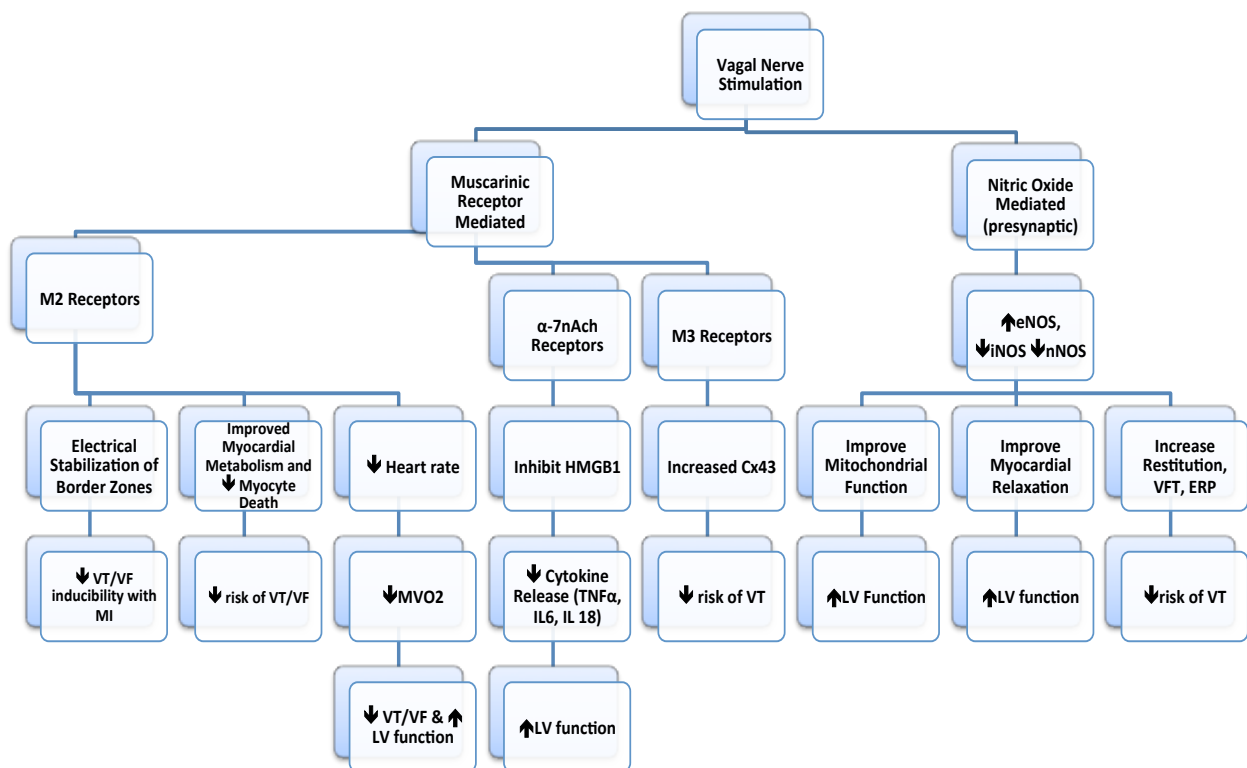 Vagal Nerve
Stimulation
Muscarinic
Receptor
Mediated
Nitric Oxide
Mediated
(presynaptic)
M2 Receptors
α-7nAch
Receptors
M3 Receptors
🡹eNOS,
🡻iNOS 🡻nNOS
Electrical
Stabilization of
Border Zones
Improved
Myocardial
Metabolism and
🡻 Myocyte
Death
🡻 Heart rate
Inhibit HMGB1
Increased Cx43
Improve
Mitochondrial
Function
Improve
Myocardial
Relaxation
Increase
Restitution,
VFT, ERP
🡻 VT/VF
inducibility with
MI
🡻 risk of VT/VF
🡻MVO2
🡻 Cytokine
Release (TNFα,
IL6, IL 18)
🡻 risk of VT
🡹LV Function
🡹LV function
🡻risk of VT
🡻 VT/VF & 🡹
LV function
🡹LV function